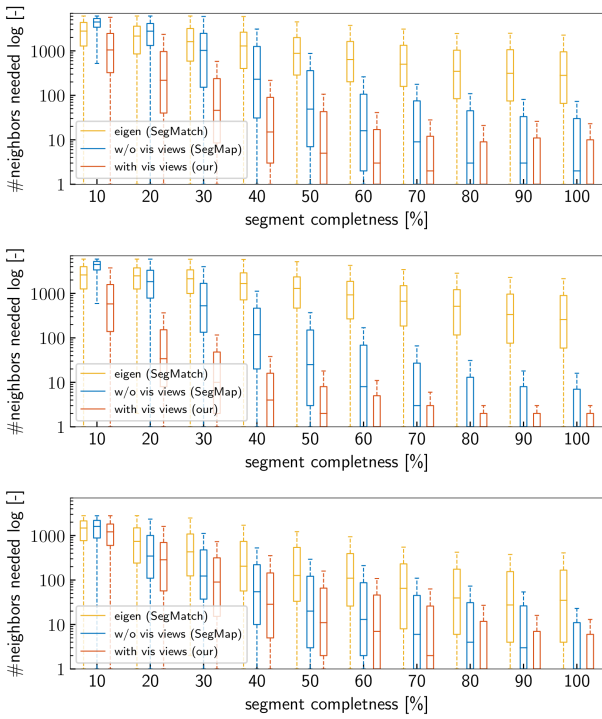 #neighbors needed log [-]
1000
100
10
1
eigen (SegMatch)
w/o vis views (SegMap)
with vis views (our)
10 20 30 40 50 60 70 80 90 100
segment completness [%]
#neighbors needed log [-]
1000
100
10
1
eigen (SegMatch)
w/o vis views (SegMap)
with vis views (our)
10 20 30 40 50 60 70 80 90 100
segment completness [%]
#neighbors needed log [-]
1000
100
10
1
eigen (SegMatch)
w/o vis views (SegMap)
with vis views (our)
10 20 30 40 50 60 70 80 90 100
segment completness [%]